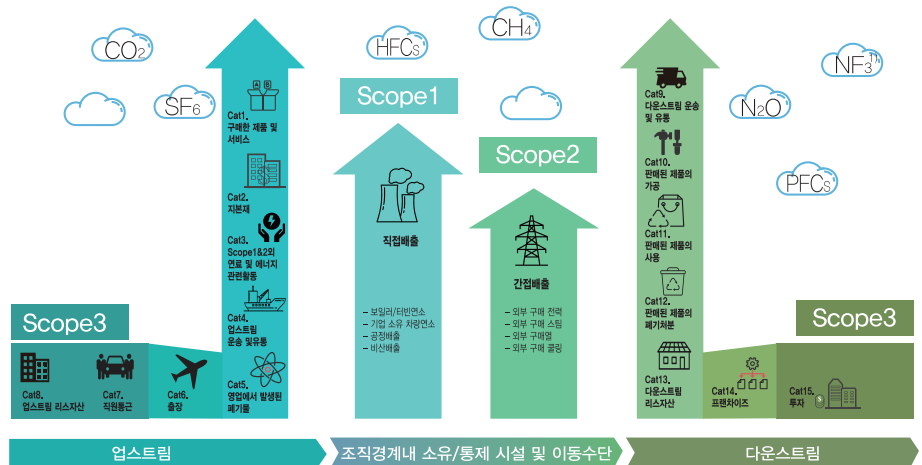 CO₂
SF₆
HFCs
CH₄
N₂O
NF₃¹⁾
PFCs
Scope3
Cat8.
업스트림 리스자산
Cat7.
직원통근
Cat6.
출장
Cat1.
구매한 제품 및
서비스
Cat2.
지본재
Cat3.
Scope1&2외
연료 및 에너지
관련활동
Cat4.
업스트림
운송 및유통
Cat5.
영업에서 발생된
폐기물
Scope1
직접배출
– 보일러/터빈연소
– 기업 소유 차량연소
– 공정배출
– 비산배출
Scope2
간접배출
– 외부 구매 전력
– 외부 구매 스팀
– 외부 구매열
– 외부 구매 쿨링
Cat9.
다운스트림 운송
및 유통
Cat10.
판매된 제품의
가공
Cat11.
판매된 제품의
사용
Cat12.
판매된 제품의
폐기처분
Cat13.
다운스트림
리스자산
Scope3
Cat14.
프랜차이즈
Cat15.
투자
업스트림
조직경계내 소유/통제 시설 및 이동수단
다운스트림